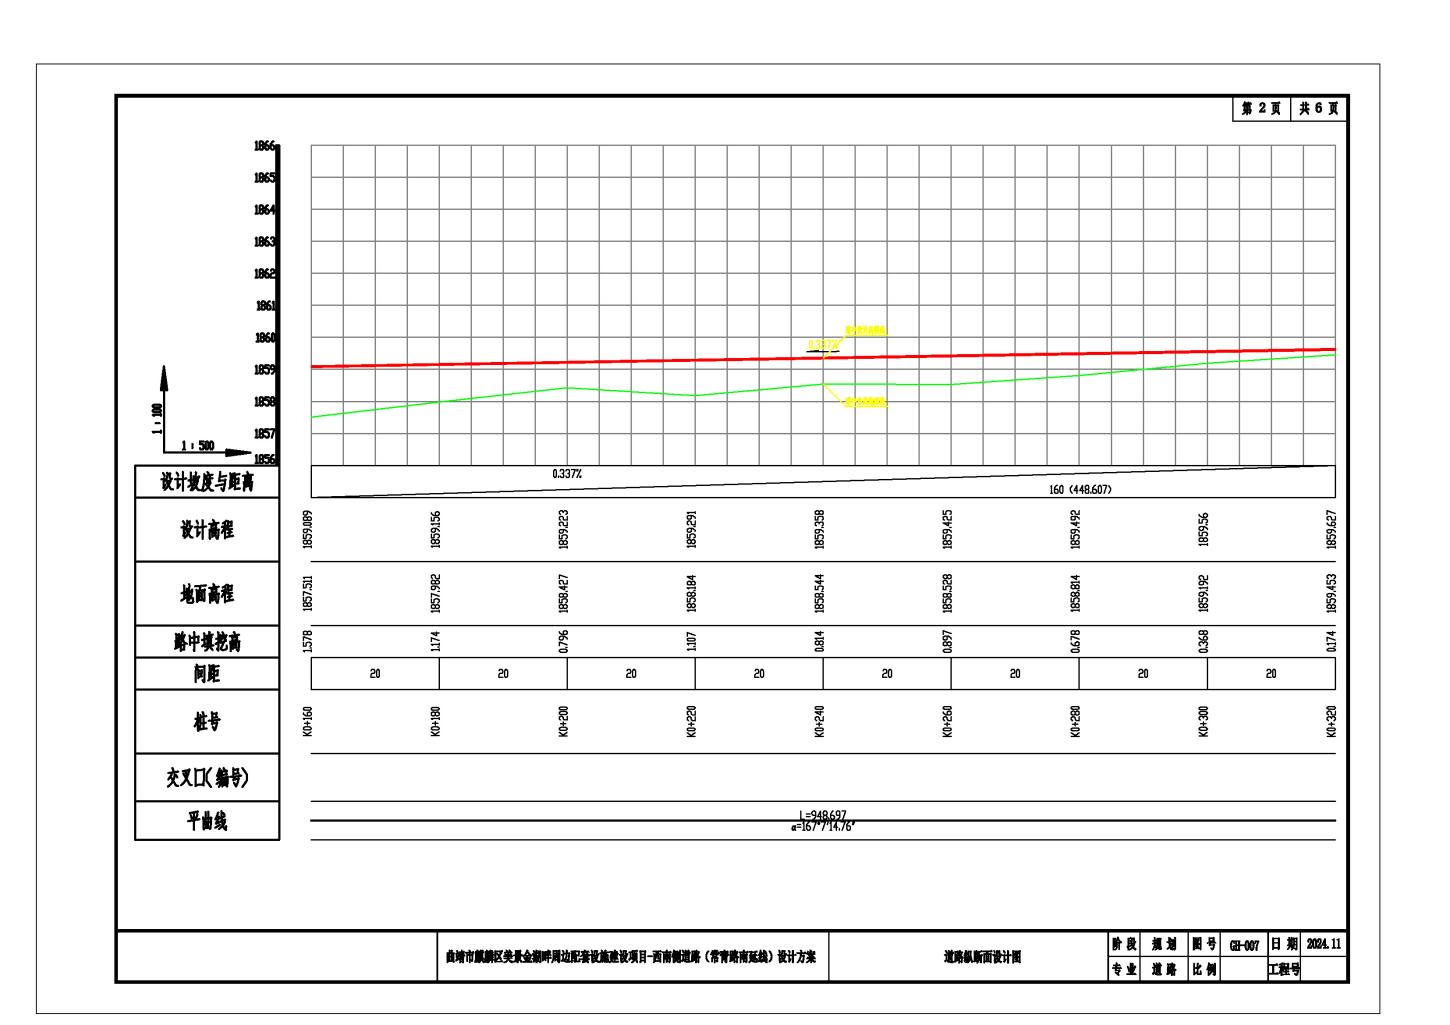 第 2 页 共 6 页
1866
1865
1864
1863
1862
1861
1860
1859
1858
1857
1856
1：100
1：500
0.337%
设计坡度与距离
0.337%
160 (448.607)
设计高程
1859.089 1859.156 1859.223 1859.291 1859.358 1859.425 1859.492 1859.56 1859.627
地面高程
1857.511 1857.982 1858.427 1858.184 1858.544 1858.528 1858.814 1859.192 1859.453
路中填挖高
1.578 1.174 0.796 1.107 0.814 0.897 0.678 0.368 0.174
间距
20 20 20 20 20 20 20 20
桩号
K0+160 K0+180 K0+200 K0+220 K0+240 K0+260 K0+280 K0+300 K0+320
交叉口(编号)
平曲线
L=948.697
α=167°7'14.76"
曲靖市麒麟区美景金湖畔周边配套设施建设项目-西南侧道路（常青路南延线）设计方案
道路纵断面设计图
阶 段 规 划 图 号 GH-007 日 期 2024.11
专 业 道 路 比 例 工程号